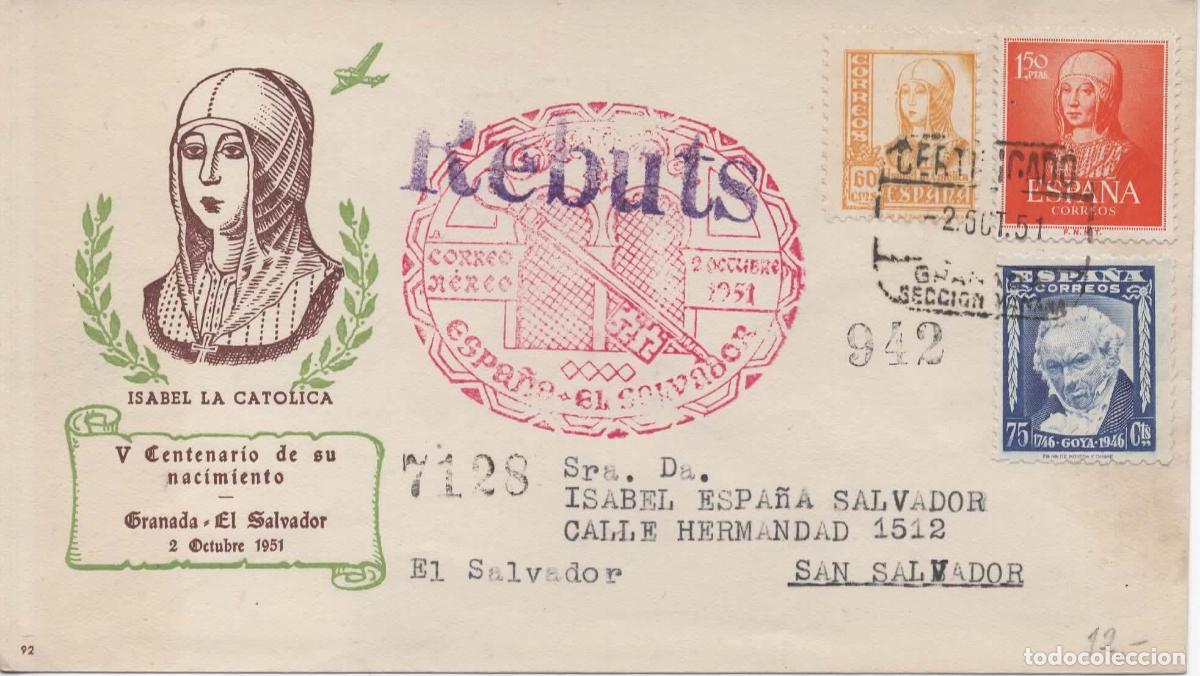 ISABEL LA CATOLICA
V Centenario de su
nacimiento
Granada - El Salvador
2 Octubre 1951
92
Rebuts
CORREO
AÉREO
2 OCTUBRE
1951
ESPAÑA - EL SALVADOR
CORREOS
60
CTMS
ESPAÑA
1'50
PTAS.
ESPAÑA
CORREOS
F.N.M.T.
CERTIFICADO
-2.OCT.51
SECCION
942
ESPAÑA
CORREOS
75
1746-GOYA-1946
Cts
7128
Sra. Da.
ISABEL ESPAÑA SALVADOR
CALLE HERMANDAD 1512
El Salvador
SAN SALVADOR
12-
todocoleccion